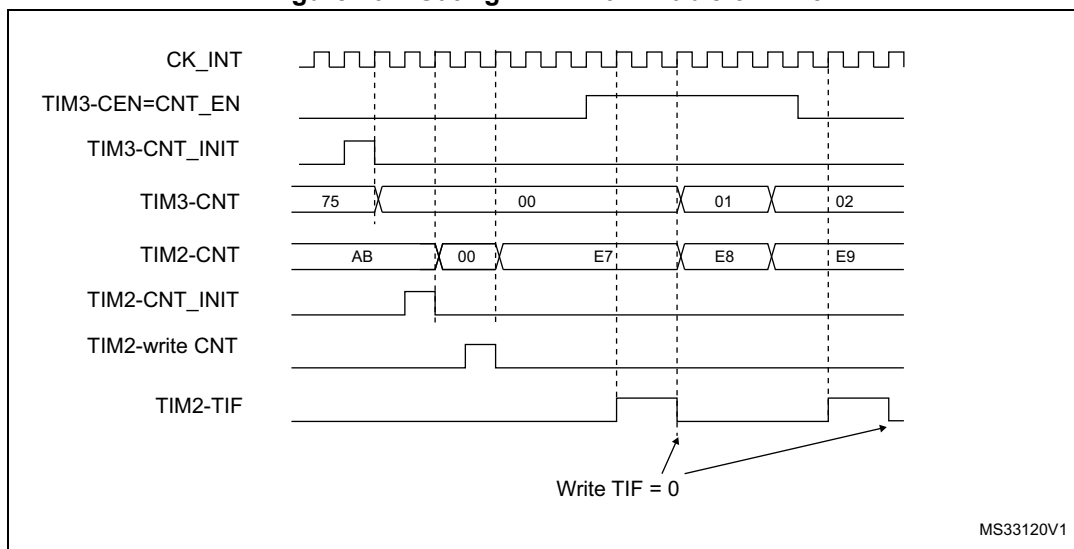 CK_INT
TIM3-CEN=CNT_EN
TIM3-CNT_INIT
TIM3-CNT 75 00 01 02
TIM2-CNT AB 00 E7 E8 E9
TIM2-CNT_INIT
TIM2-write CNT
TIM2-TIF
Write TIF = 0
MS33120V1